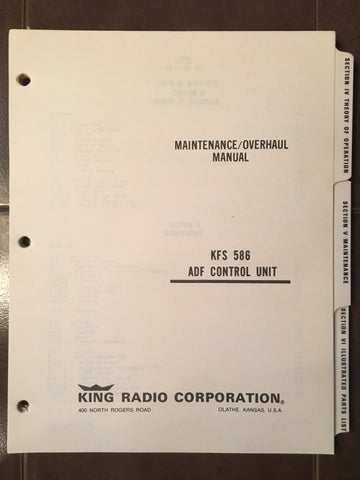 MAINTENANCE/OVERHAUL
MANUAL
KFS 586
ADF CONTROL UNIT
KING RADIO CORPORATION®
400 NORTH ROGERS ROAD OLATHE, KANSAS, U.S.A.
SECTION IV THEORY OF OPERATION
SECTION V MAINTENANCE
SECTION VI ILLUSTRATED PARTS LIST